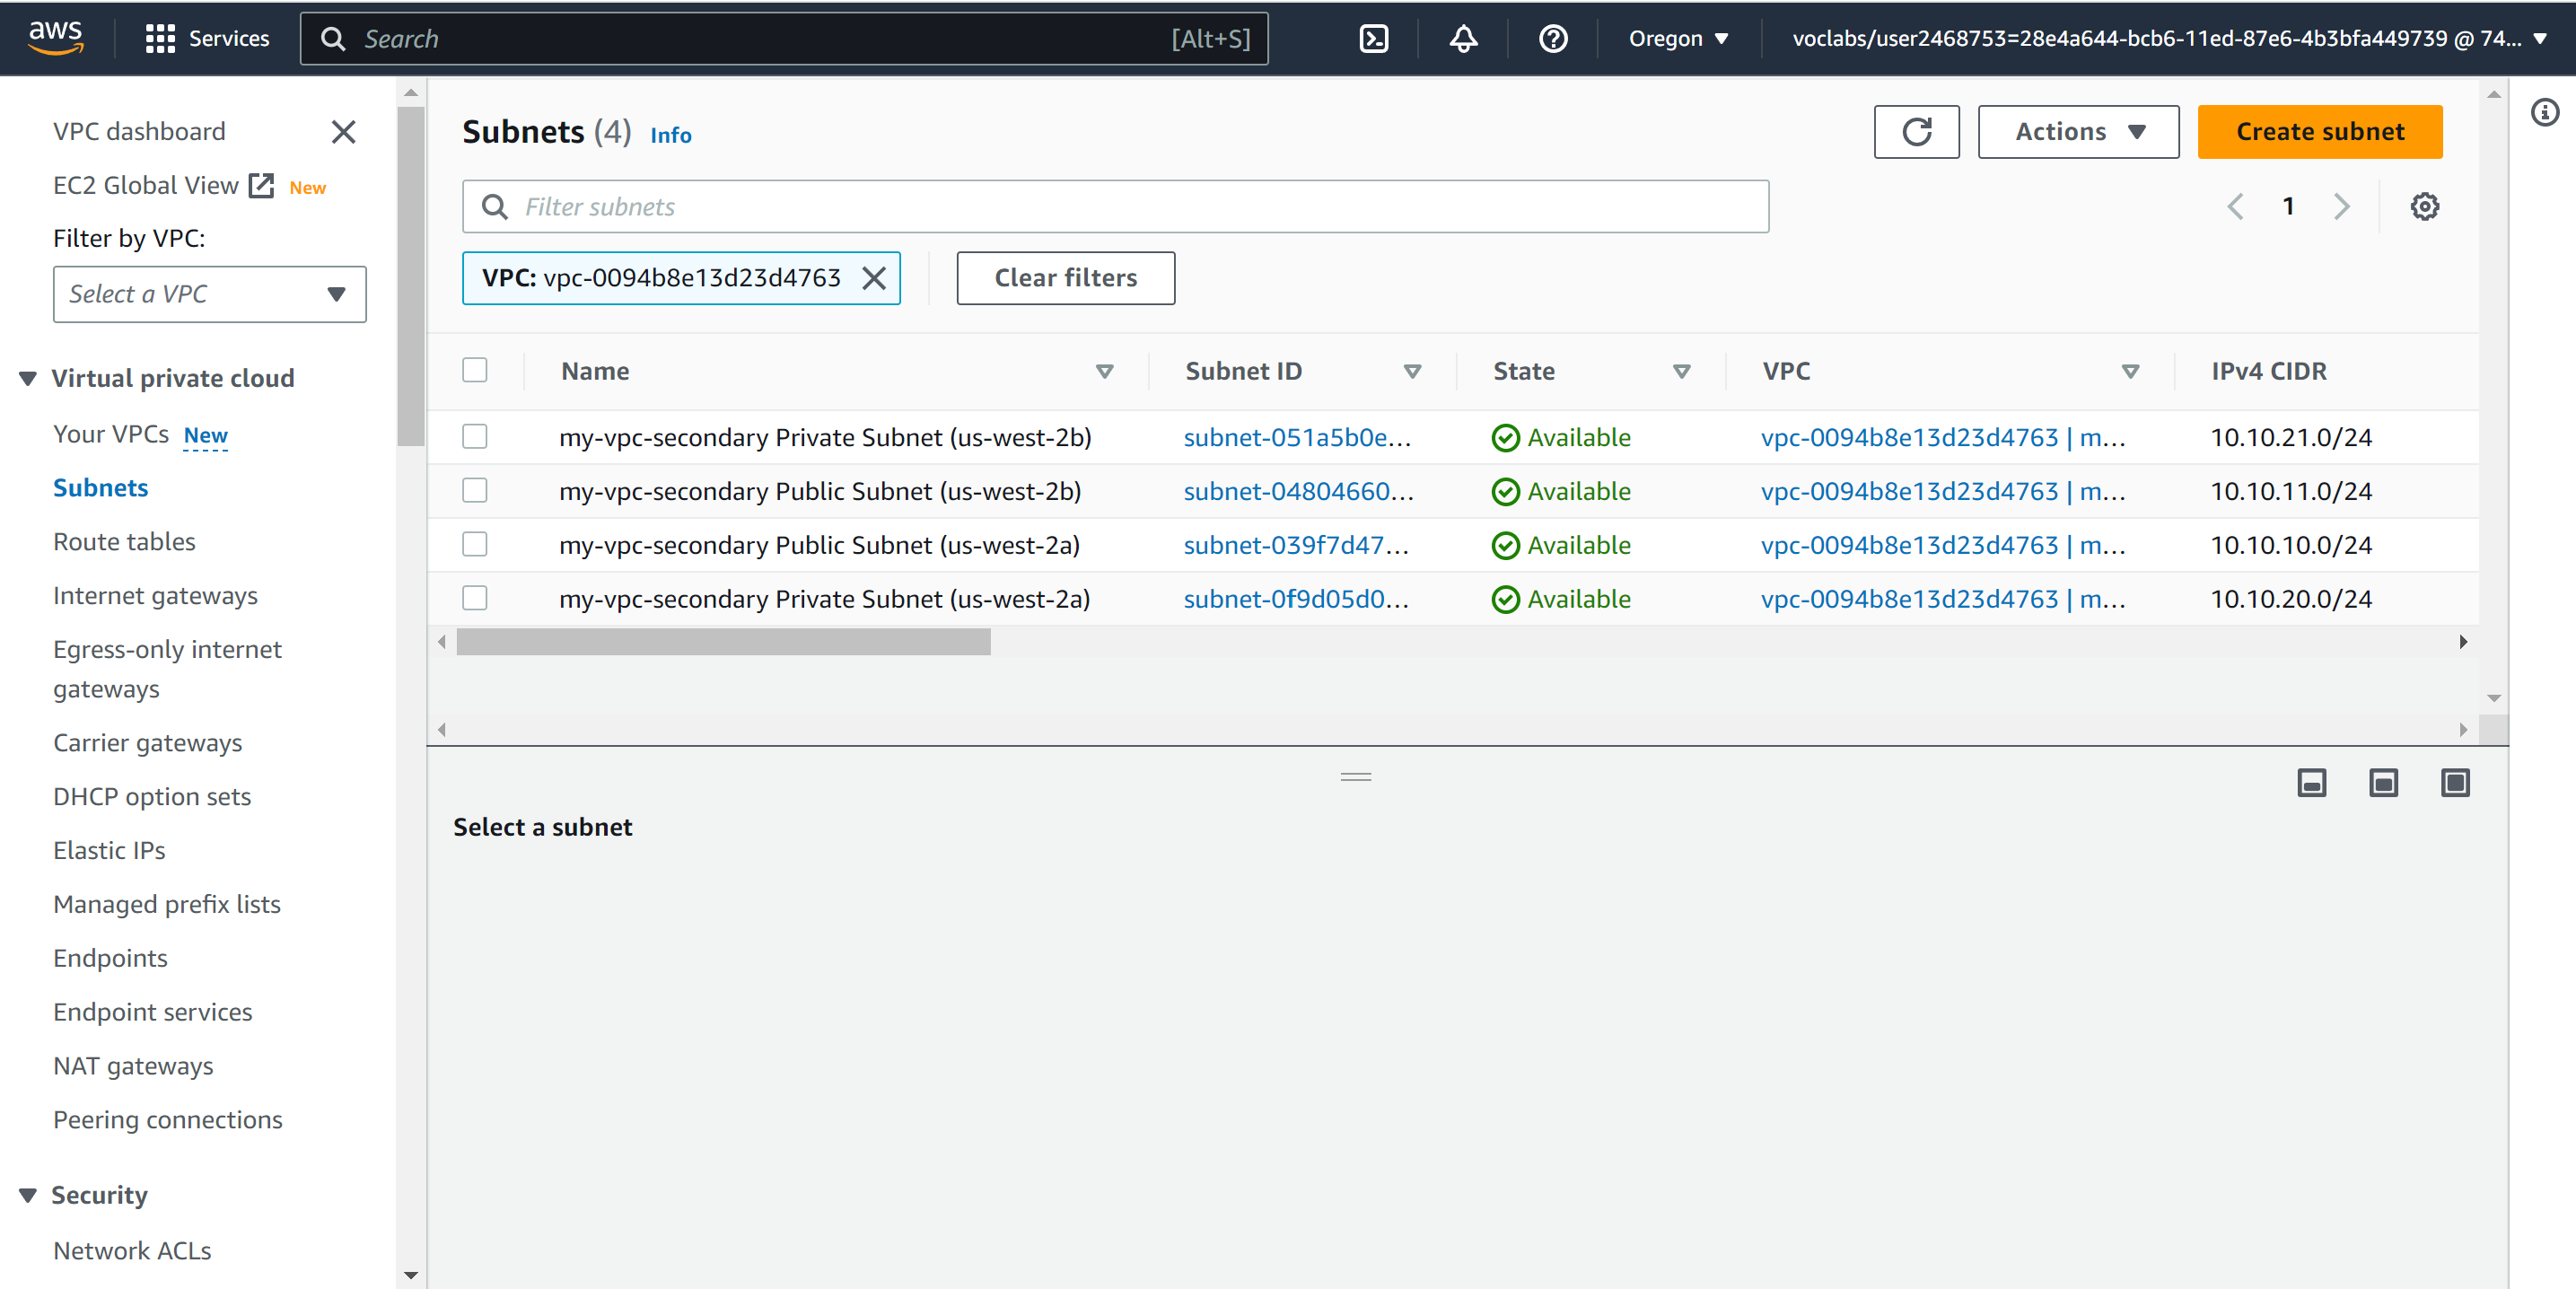 aws
Services
Search [Alt+S]
Oregon
voclabs/user2468753=28e4a644-bcb6-11ed-87e6-4b3bfa449739 @ 74...
VPC dashboard
EC2 Global View New
Filter by VPC:
Select a VPC
Virtual private cloud
Your VPCs New
Subnets
Route tables
Internet gateways
Egress-only internet
gateways
Carrier gateways
DHCP option sets
Elastic IPs
Managed prefix lists
Endpoints
Endpoint services
NAT gateways
Peering connections
Security
Network ACLs
Subnets (4) Info
Actions
Create subnet
Filter subnets
1
VPC: vpc-0094b8e13d23d4763
Clear filters
Name Subnet ID State VPC IPv4 CIDR
my-vpc-secondary Private Subnet (us-west-2b) subnet-051a5b0e... Available vpc-0094b8e13d23d4763 | m... 10.10.21.0/24
my-vpc-secondary Public Subnet (us-west-2b) subnet-04804660... Available vpc-0094b8e13d23d4763 | m... 10.10.11.0/24
my-vpc-secondary Public Subnet (us-west-2a) subnet-039f7d47... Available vpc-0094b8e13d23d4763 | m... 10.10.10.0/24
my-vpc-secondary Private Subnet (us-west-2a) subnet-0f9d05d0... Available vpc-0094b8e13d23d4763 | m... 10.10.20.0/24
Select a subnet